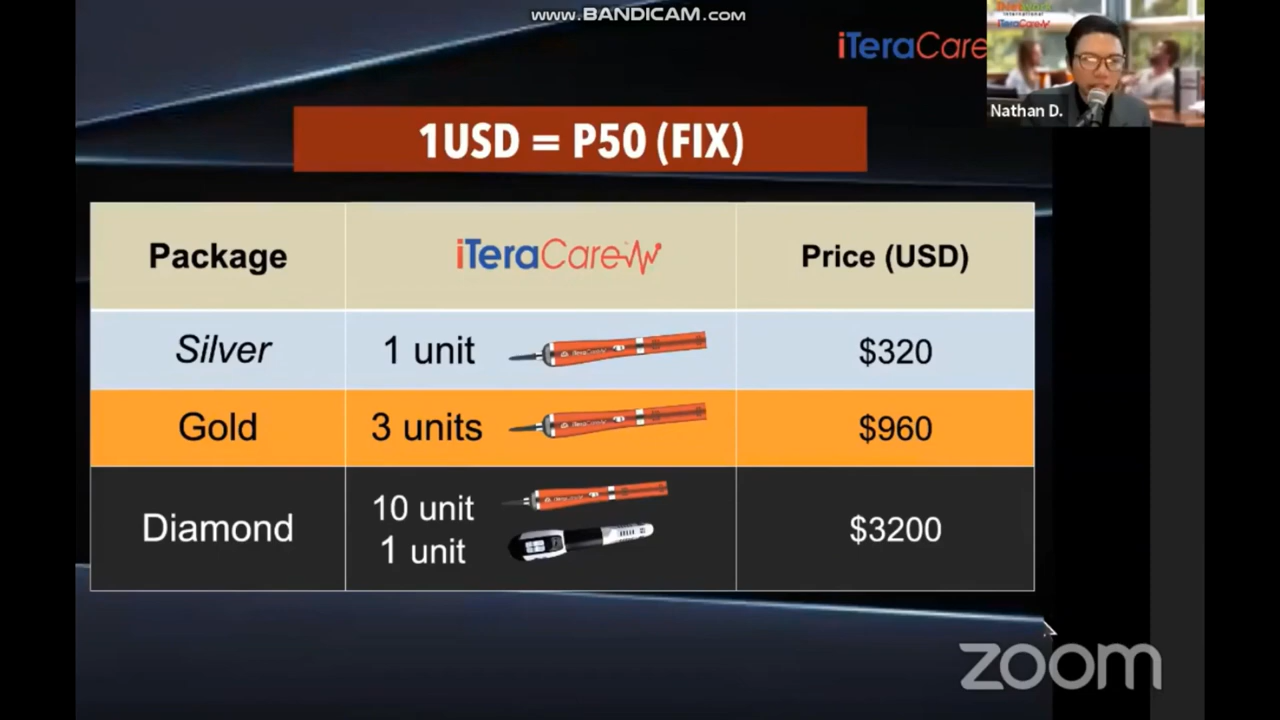 www.BANDICAM.com
iTeraCare
iTeraCare
Nathan D.
1USD = P50 (FIX)
Package
iTeraCare
Price (USD)
Silver
1 unit
$320
Gold
3 units
$960
Diamond
10 unit
1 unit
$3200
zoom